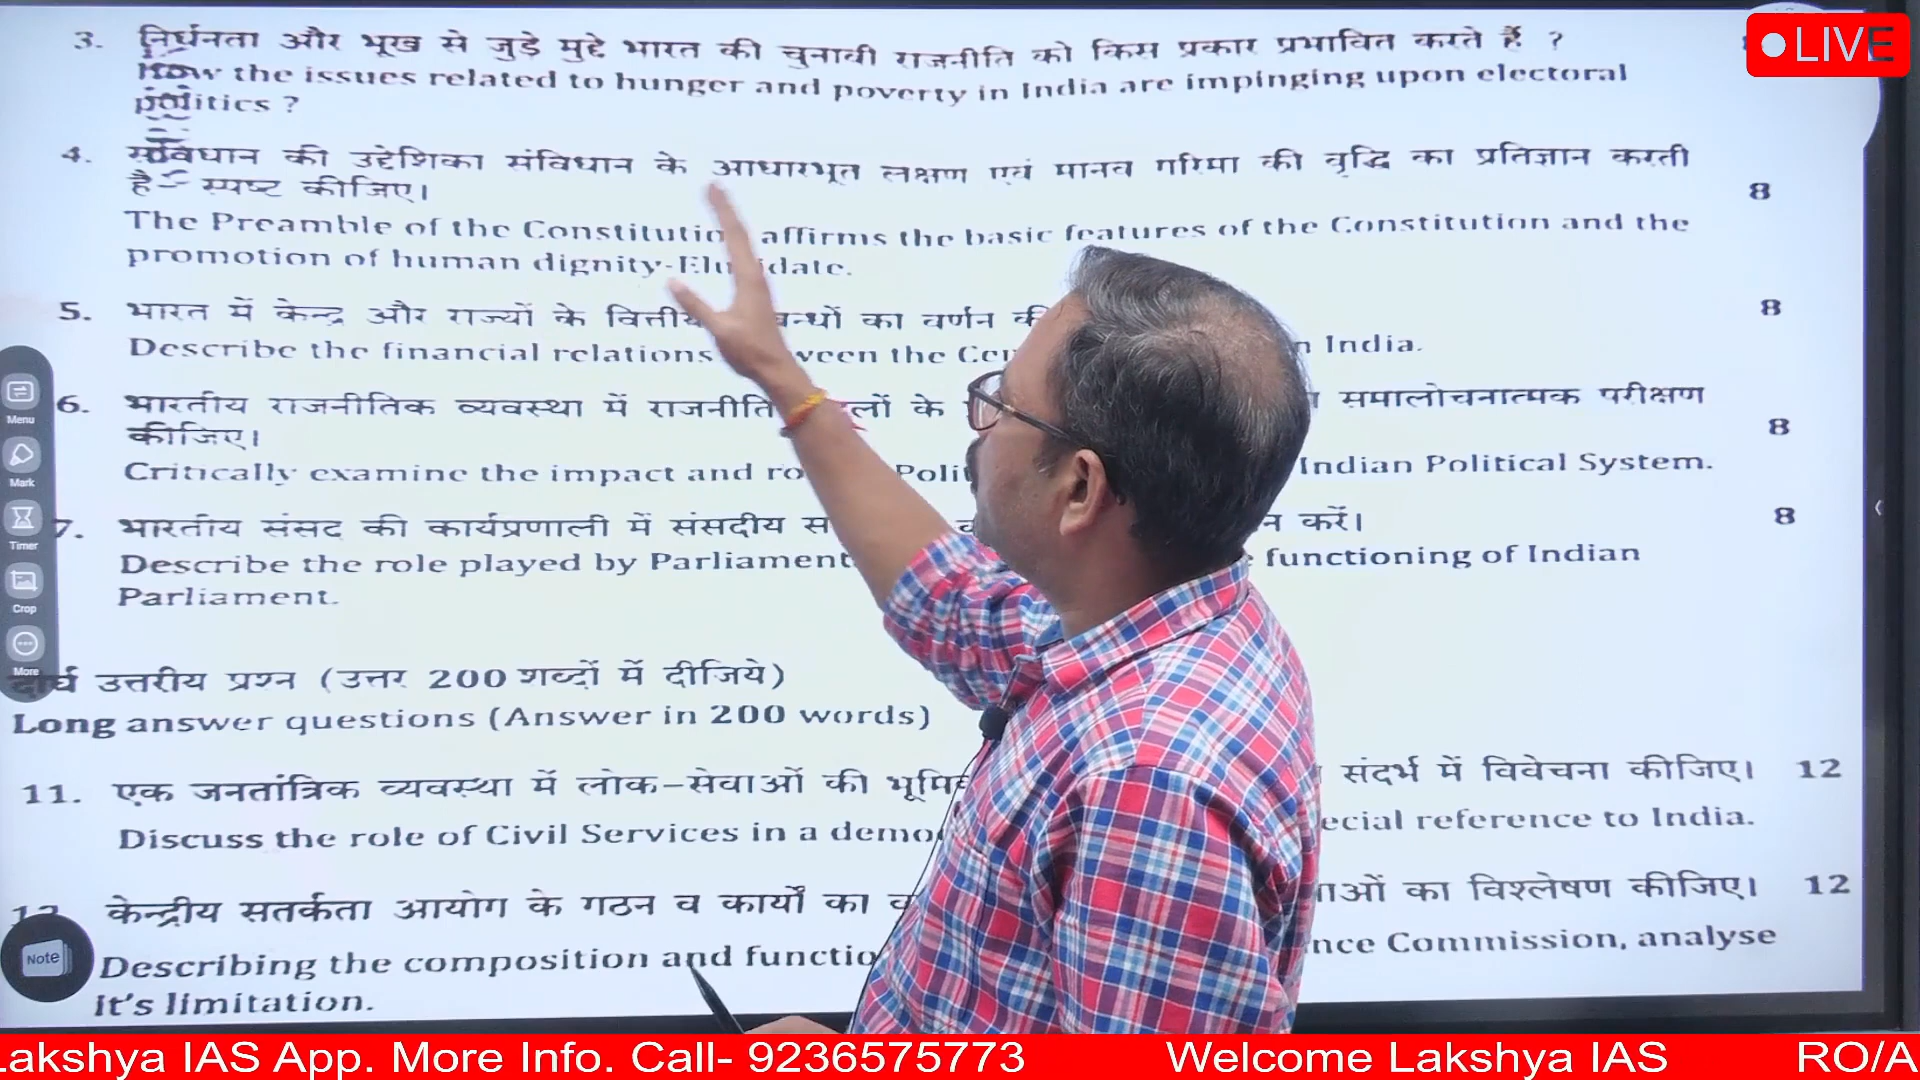 LIVE
3. निर्धनता और भूख से जुड़े मुद्दे भारत की चुनावी राजनीति को किस प्रकार प्रभावित करते हैं ?
How the issues related to hunger and poverty in India are impinging upon electoral
politics ?
4. संविधान की उद्देशिका संविधान के आधारभूत लक्षण एवं मानव गरिमा की वृद्धि का प्रतिज्ञान करती
है- स्पष्ट कीजिए। 8
The Preamble of the Constitution affirms the basic features of the Constitution and the
promotion of human dignity-Elucidate.
5. भारत में केन्द्र और राज्यों के वित्तीय का वर्णन 8
Describe the financial relations the India.
6. भारतीय राजनीतिक व्यवस्था में के समालोचनात्मक परीक्षण
कीजिए। 8
Critically examine the impact and Indian Political System.
7. भारतीय संसद की कार्यप्रणाली में संसदीय करें। 8
Describe the role played by functioning of Indian
Parliament.
उत्तरीय प्रश्न (उत्तर 200 शब्दों में दीजिये)
Long answer questions (Answer in 200 words)
11. एक जनतांत्रिक व्यवस्था में लोक-सेवाओं की संदर्भ में विवेचना कीजिए। 12
Discuss the role of Civil Services in a reference to India.
केन्द्रीय सतर्कता आयोग के गठन व कार्यों का विश्लेषण कीजिए। 12
Describing the composition and Commission, analyse
it's limitation.
Menu
Mark
Timer
Crop
More
Note
Lakshya IAS App. More Info. Call- 9236575773 Welcome Lakshya IAS RO/A